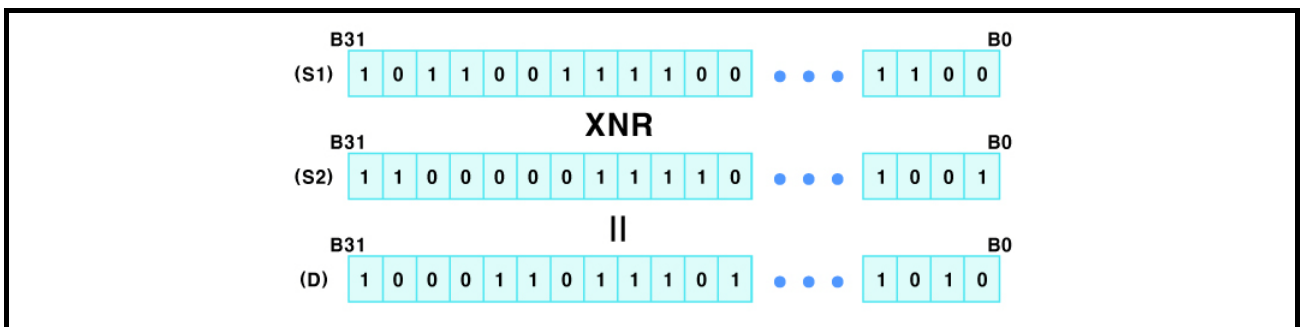 B31 B0
(S1) 1 0 1 1 0 0 1 1 1 1 0 0 • • • 1 1 0 0
XNR
B31 B0
(S2) 1 1 0 0 0 0 0 1 1 1 1 0 • • • 1 0 0 1
=
B31 B0
(D) 1 0 0 0 1 1 0 1 1 1 0 1 • • • 1 0 1 0